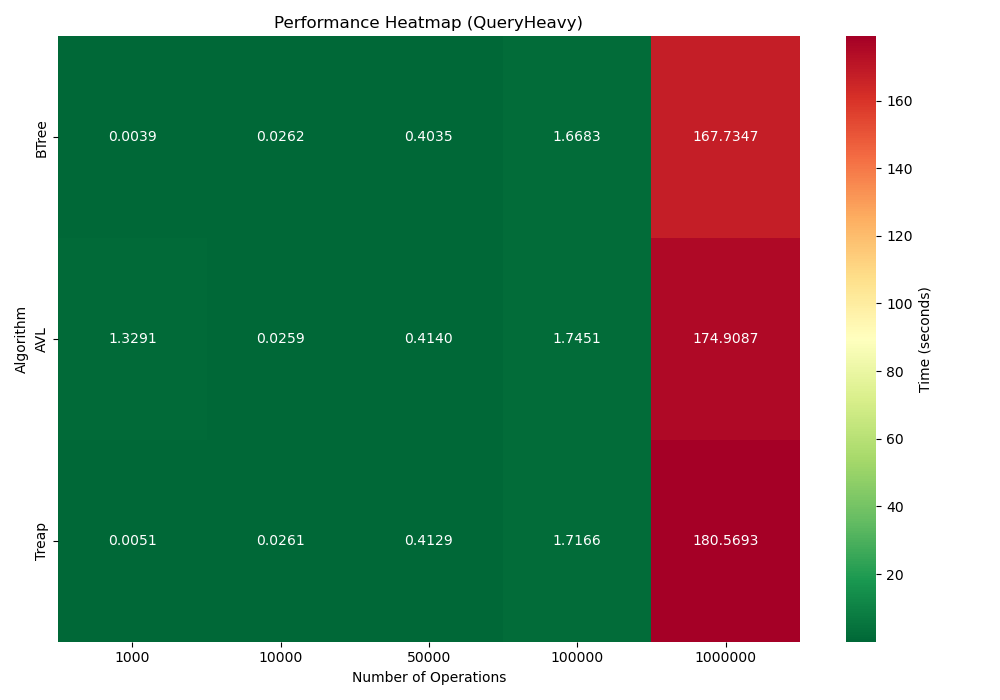 Performance Heatmap (QueryHeavy)
Algorithm
BTree
0.0039 0.0262 0.4035 1.6683 167.7347
AVL
1.3291 0.0259 0.4140 1.7451 174.9087
Treap
0.0051 0.0261 0.4129 1.7166 180.5693
1000 10000 50000 100000 1000000
Number of Operations
160
140
120
100
80
60
40
20
Time (seconds)